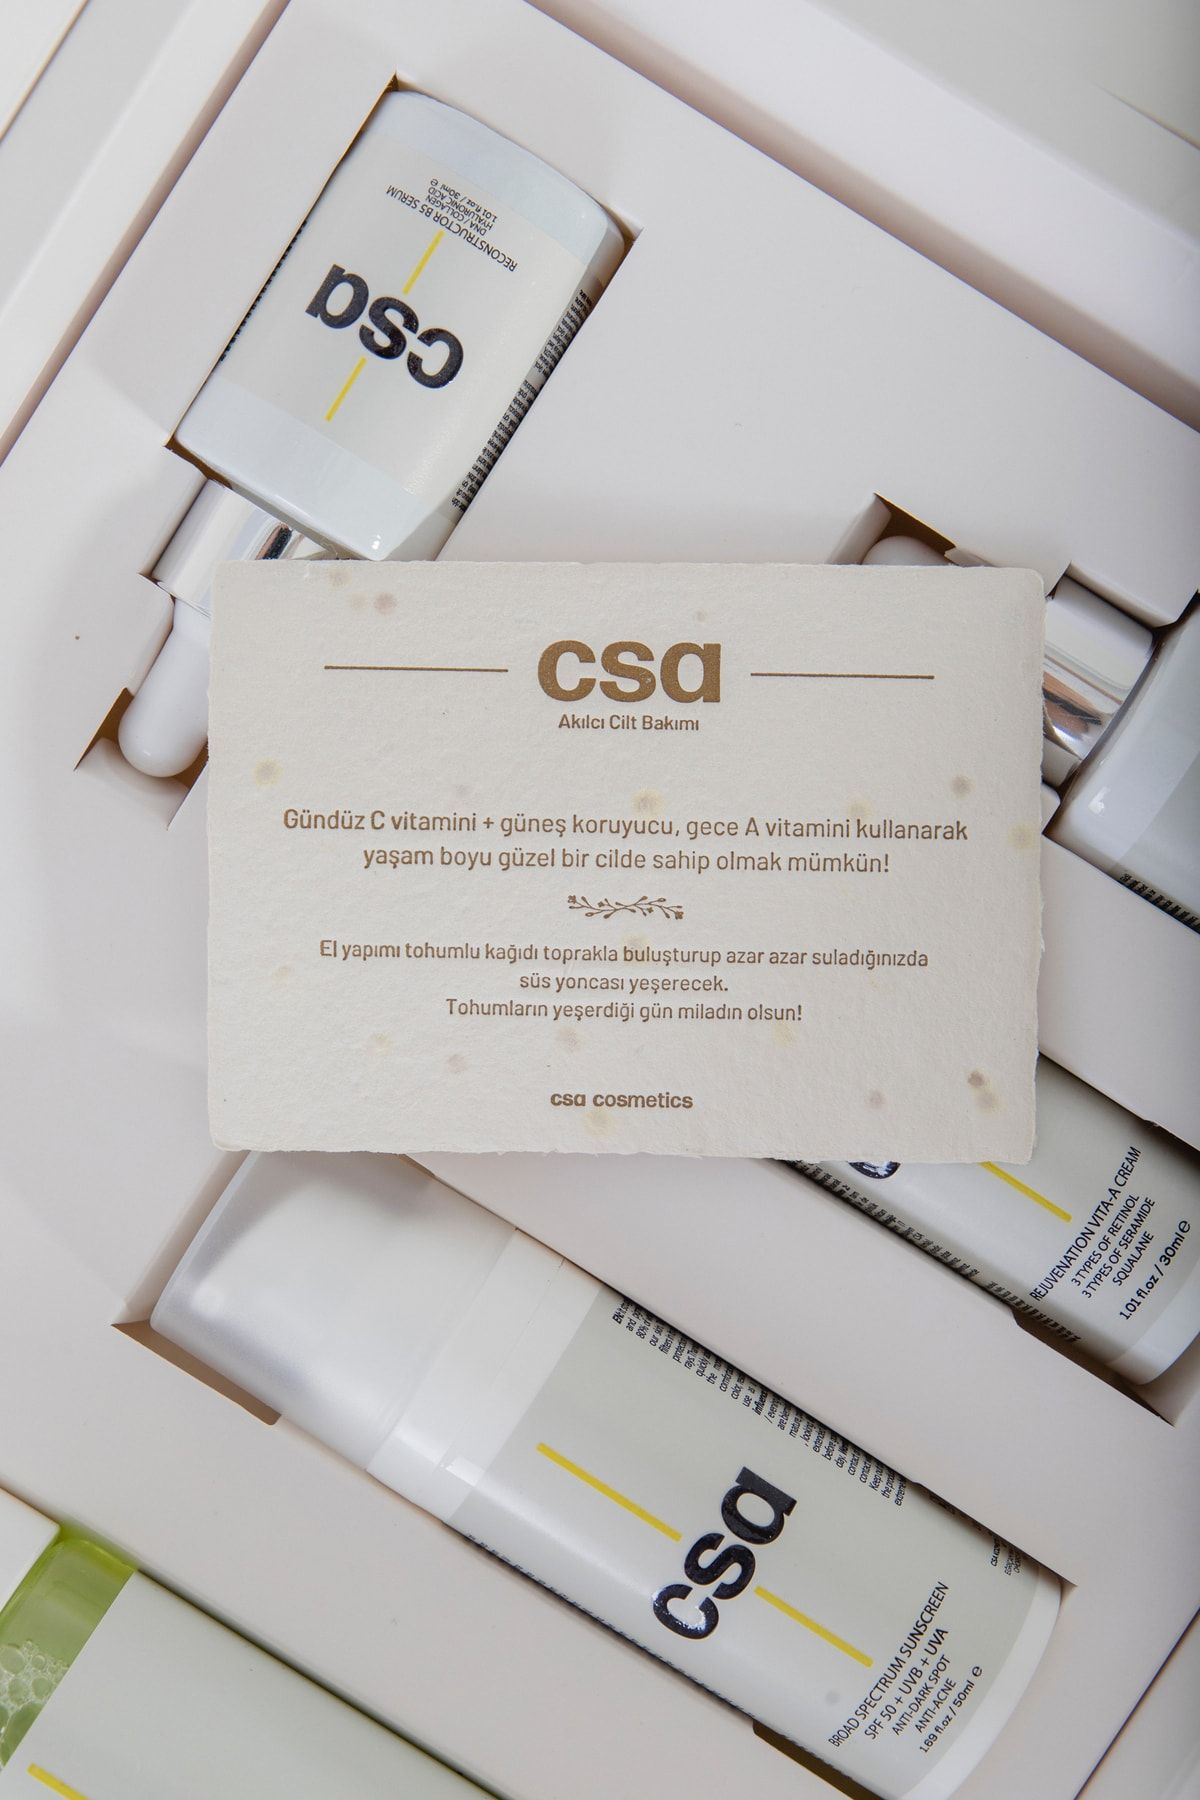 RECONSTRUCTOR B5 SERUM
DNA / COLLAGEN
HYALURONIC ACID
1.01 fl.oz / 30ml e
csa
csa
Akılcı Cilt Bakımı
Gündüz C vitamini + güneş koruyucu, gece A vitamini kullanarak
yaşam boyu güzel bir cilde sahip olmak mümkün!
El yapımı tohumlu kağıdı toprakla buluşturup azar azar suladığınızda
süs yoncası yeşerecek.
Tohumların yeşerdiği gün miladın olsun!
csa cosmetics
REJUVENATION VITA-A CREAM
3 TYPES OF RETINOL
3 TYPES OF SERAMIDE
SQUALANE
1.01 fl.oz / 30ml e
csa
BROAD SPECTRUM SUNSCREEN
SPF 50 + UVB + UVA
ANTI-DARK SPOT
ANTI-ACNE
1.69 fl.oz / 50ml e